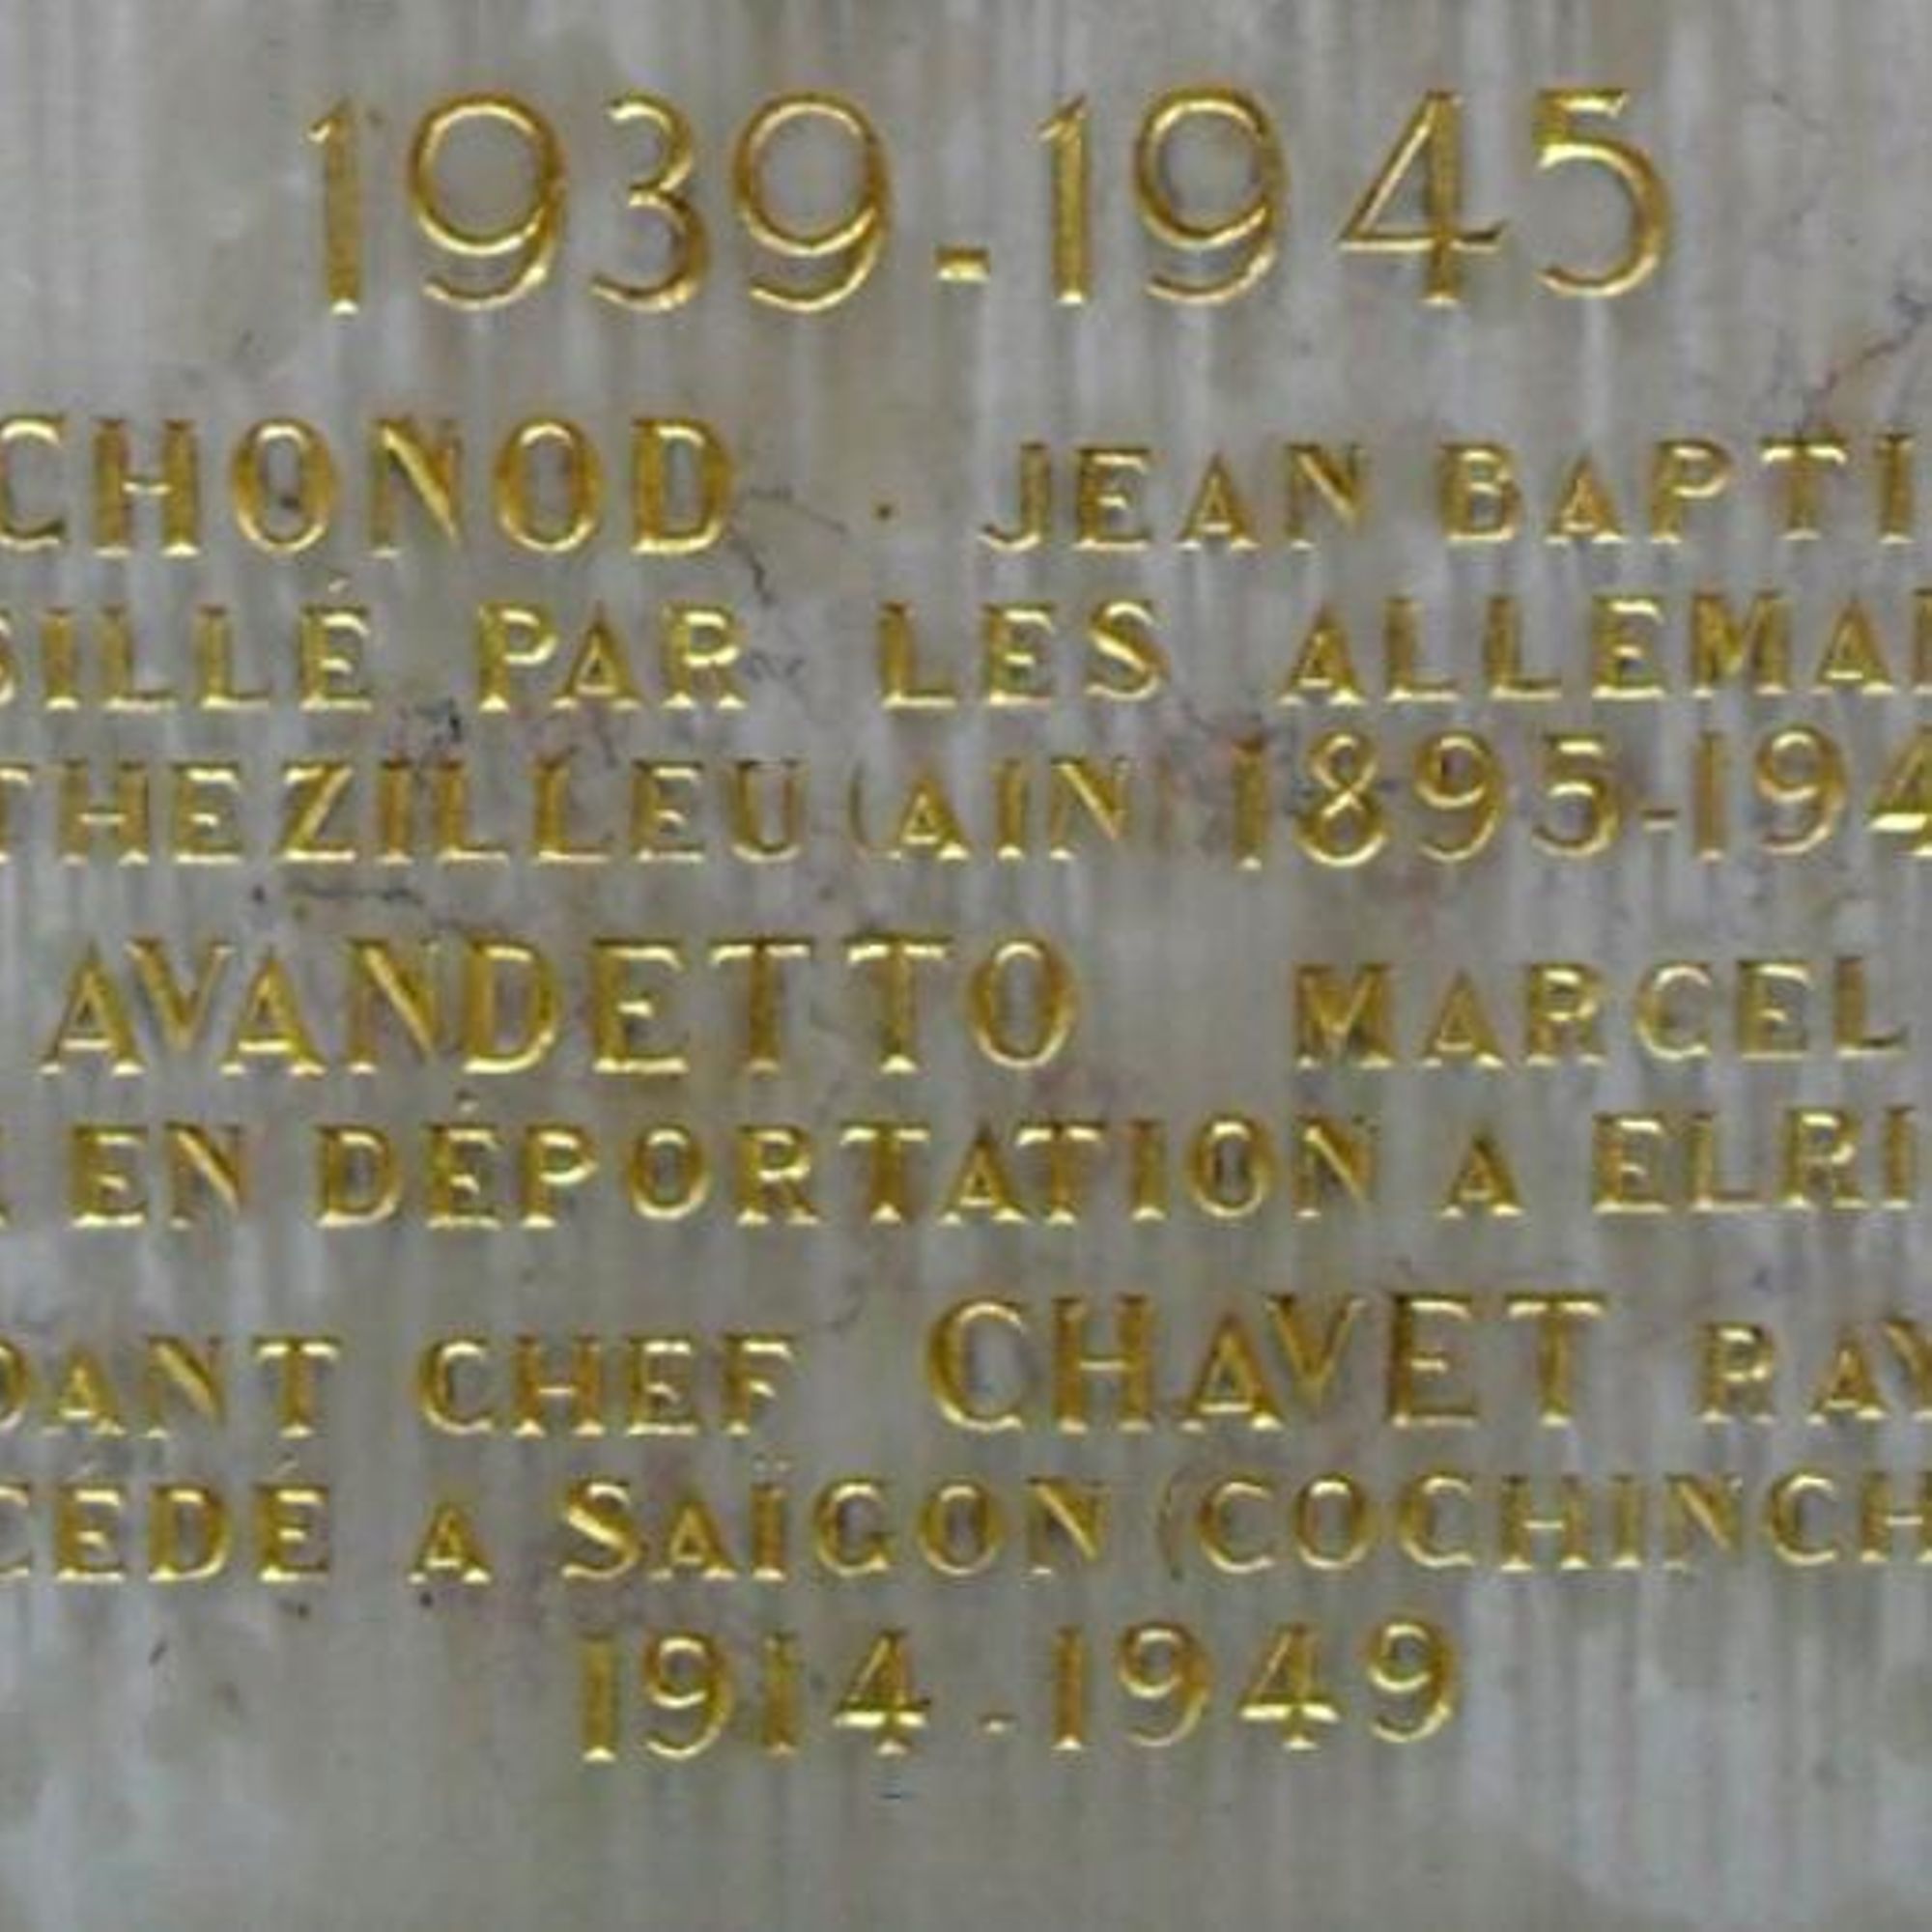 1939-1945
CHONOD · JEAN BAPTI
SILLÉ PAR LES ALLEMA
THEZILLEU (AIN) 1895-194
AVANDETTO MARCEL
EN DÉPORTATION A ELRI
DANT CHEF CHAVET RAY
CÉDÉ A SAÏGON (COCHINCH
1914-1949